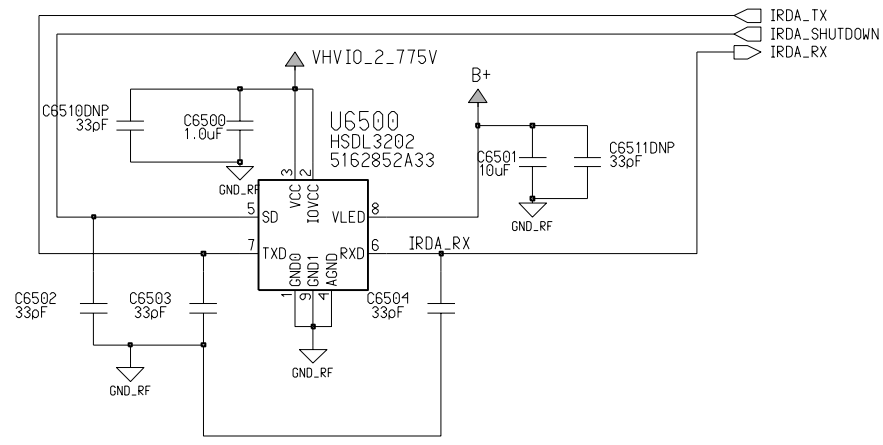 IRDA_TX
IRDA_SHUTDOWN
IRDA_RX
VHVIO_2_775V
B+
C6510DNP
33pF
C6500
1.0uF
U6500
HSDL3202
5162852A33
C6501
10uF
C6511DNP
33pF
GND_RF
3
2
VCC
IOVCC
5
SD
VLED
8
GND_RF
7
TXD
RXD
6
IRDA_RX
GND0
GND1
AGND
1
9
4
C6502
33pF
C6503
33pF
C6504
33pF
GND_RF
GND_RF